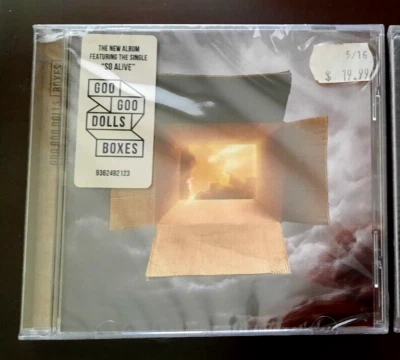 THE NEW ALBUM
FEATURING THE SINGLE
"SO ALIVE"
GOO
GOO
DOLLS
BOXES
9362492123
5/16
$ 19.99
GOO GOO DOLLS BOXES